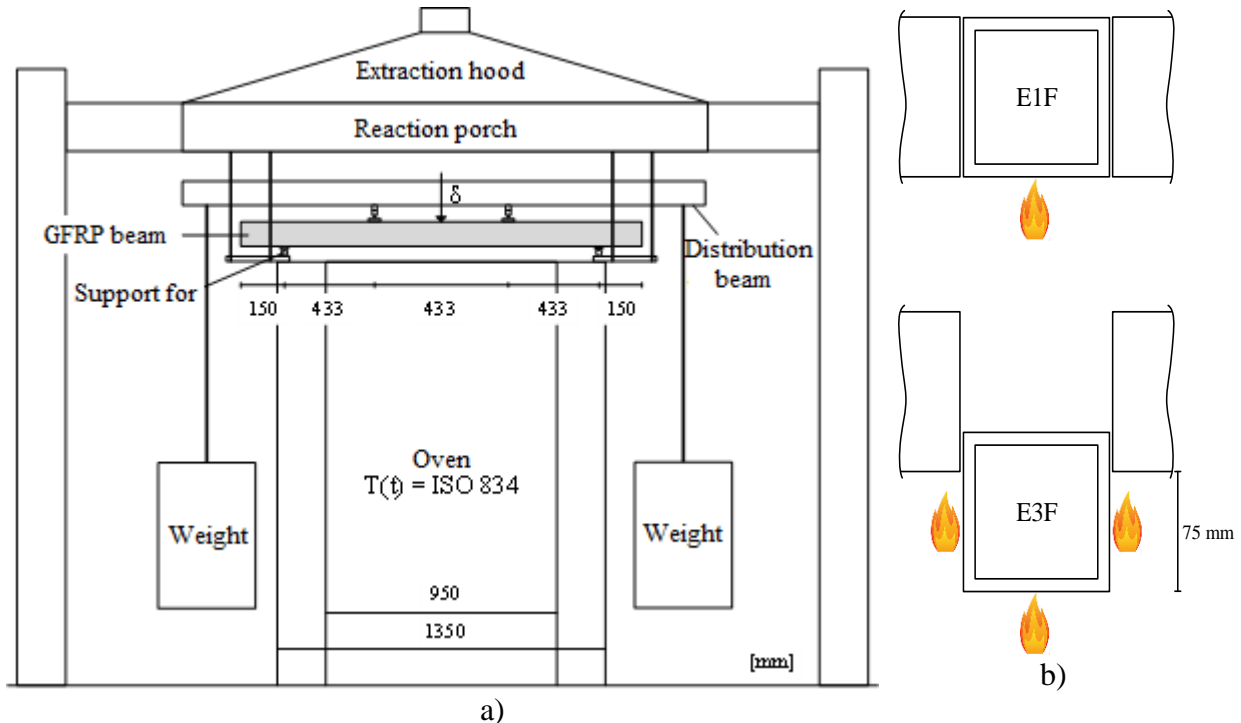 Extraction hood
Reaction porch
δ
GFRP beam
Distribution
beam
Support for
150 433 433 433 150
Oven
T(t) = ISO 834
Weight
Weight
950
1350
[mm]
a)
E1F
E3F
75 mm
b)